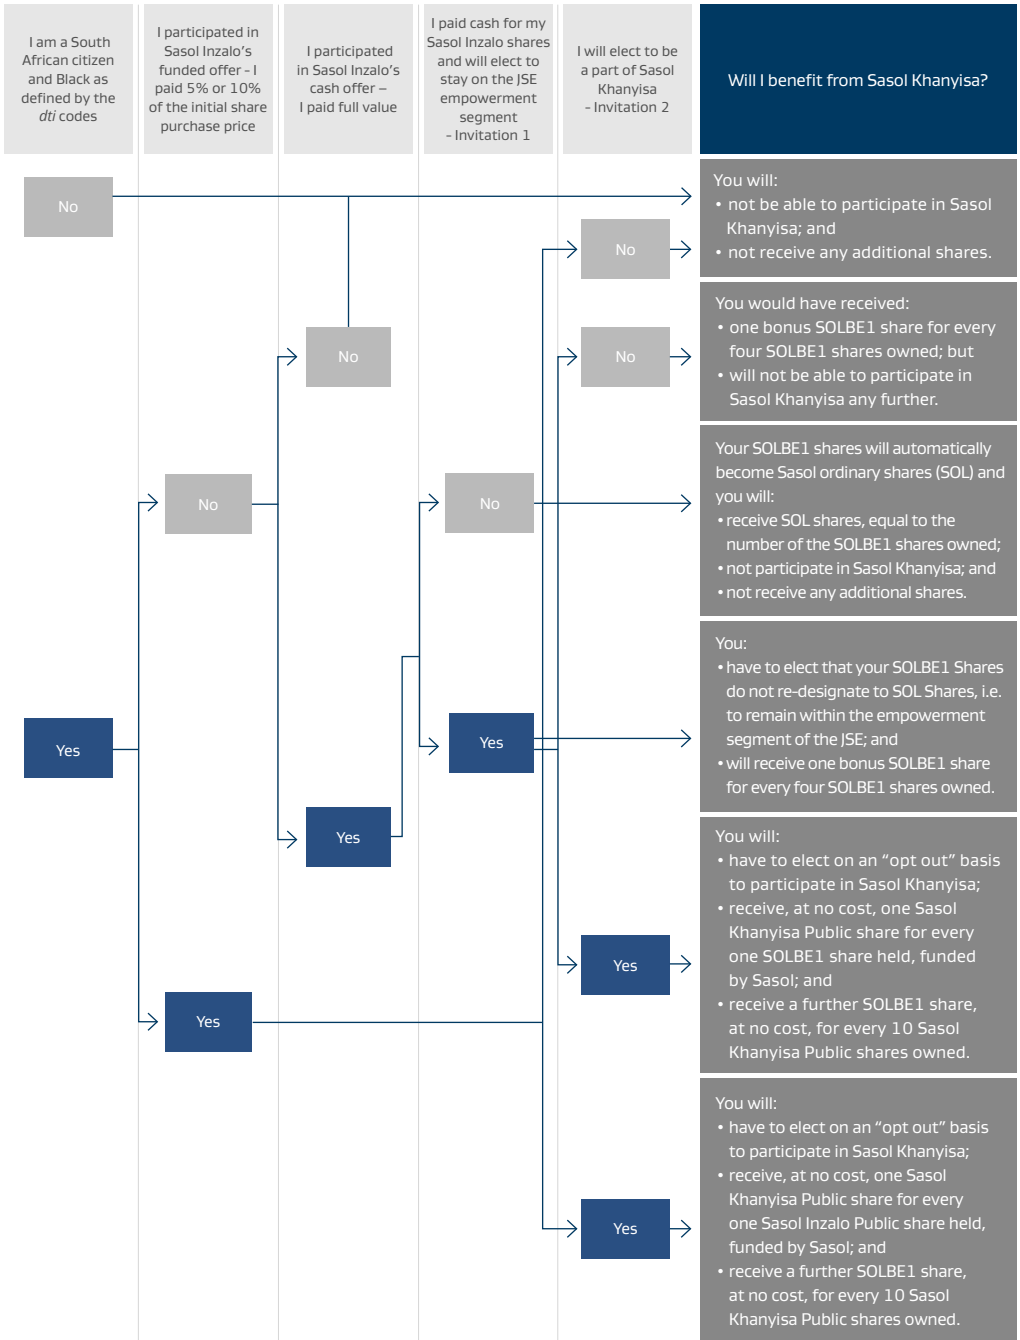 I am a South
African citizen
and Black as
defined by the
dti codes
I participated in
Sasol Inzalo’s
funded offer - I
paid 5% or 10%
of the initial share
purchase price
I participated
in Sasol Inzalo’s
cash offer –
I paid full value
I paid cash for my
Sasol Inzalo shares
and will elect to
stay on the JSE
empowerment
segment
- Invitation 1
I will elect to be
a part of Sasol
Khanyisa
- Invitation 2
Will I benefit from Sasol Khanyisa?
No
You will:
• not be able to participate in Sasol
Khanyisa; and
• not receive any additional shares.
No
No
No
You would have received:
• one bonus SOLBE1 share for every
four SOLBE1 shares owned; but
• will not be able to participate in
Sasol Khanyisa any further.
No
No
Your SOLBE1 shares will automatically
become Sasol ordinary shares (SOL) and
you will:
• receive SOL shares, equal to the
number of the SOLBE1 shares owned;
• not participate in Sasol Khanyisa; and
• not receive any additional shares.
Yes
Yes
You:
• have to elect that your SOLBE1 Shares
do not re-designate to SOL Shares, i.e.
to remain within the empowerment
segment of the JSE; and
• will receive one bonus SOLBE1 share
for every four SOLBE1 shares owned.
Yes
Yes
You will:
• have to elect on an “opt out” basis
to participate in Sasol Khanyisa;
• receive, at no cost, one Sasol
Khanyisa Public share for every
one SOLBE1 share held, funded
by Sasol; and
• receive a further SOLBE1 share,
at no cost, for every 10 Sasol
Khanyisa Public shares owned.
Yes
Yes
You will:
• have to elect on an “opt out” basis
to participate in Sasol Khanyisa;
• receive, at no cost, one Sasol
Khanyisa Public share for every
one Sasol Inzalo Public share held,
funded by Sasol; and
• receive a further SOLBE1 share,
at no cost, for every 10 Sasol
Khanyisa Public shares owned.